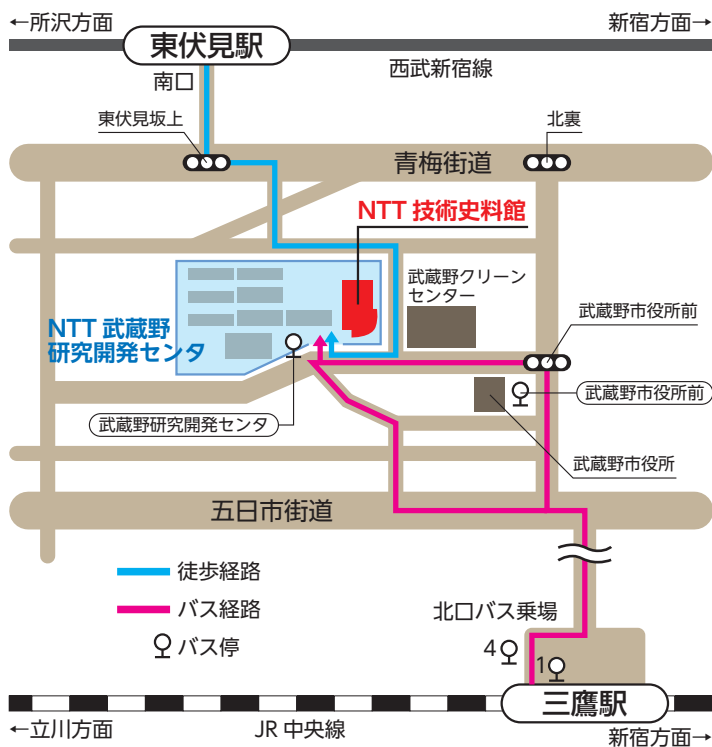 ←所沢方面
新宿方面→
東伏見駅
南口
西武新宿線
東伏見坂上
北裏
青梅街道
NTT 技術史料館
武蔵野クリーン
センター
NTT 武蔵野
研究開発センタ
武蔵野市役所前
武蔵野研究開発センタ
武蔵野市役所前
武蔵野市役所
五日市街道
徒歩経路
バス経路
バス停
北口バス乗場
4
1
三鷹駅
←立川方面
JR 中央線
新宿方面→